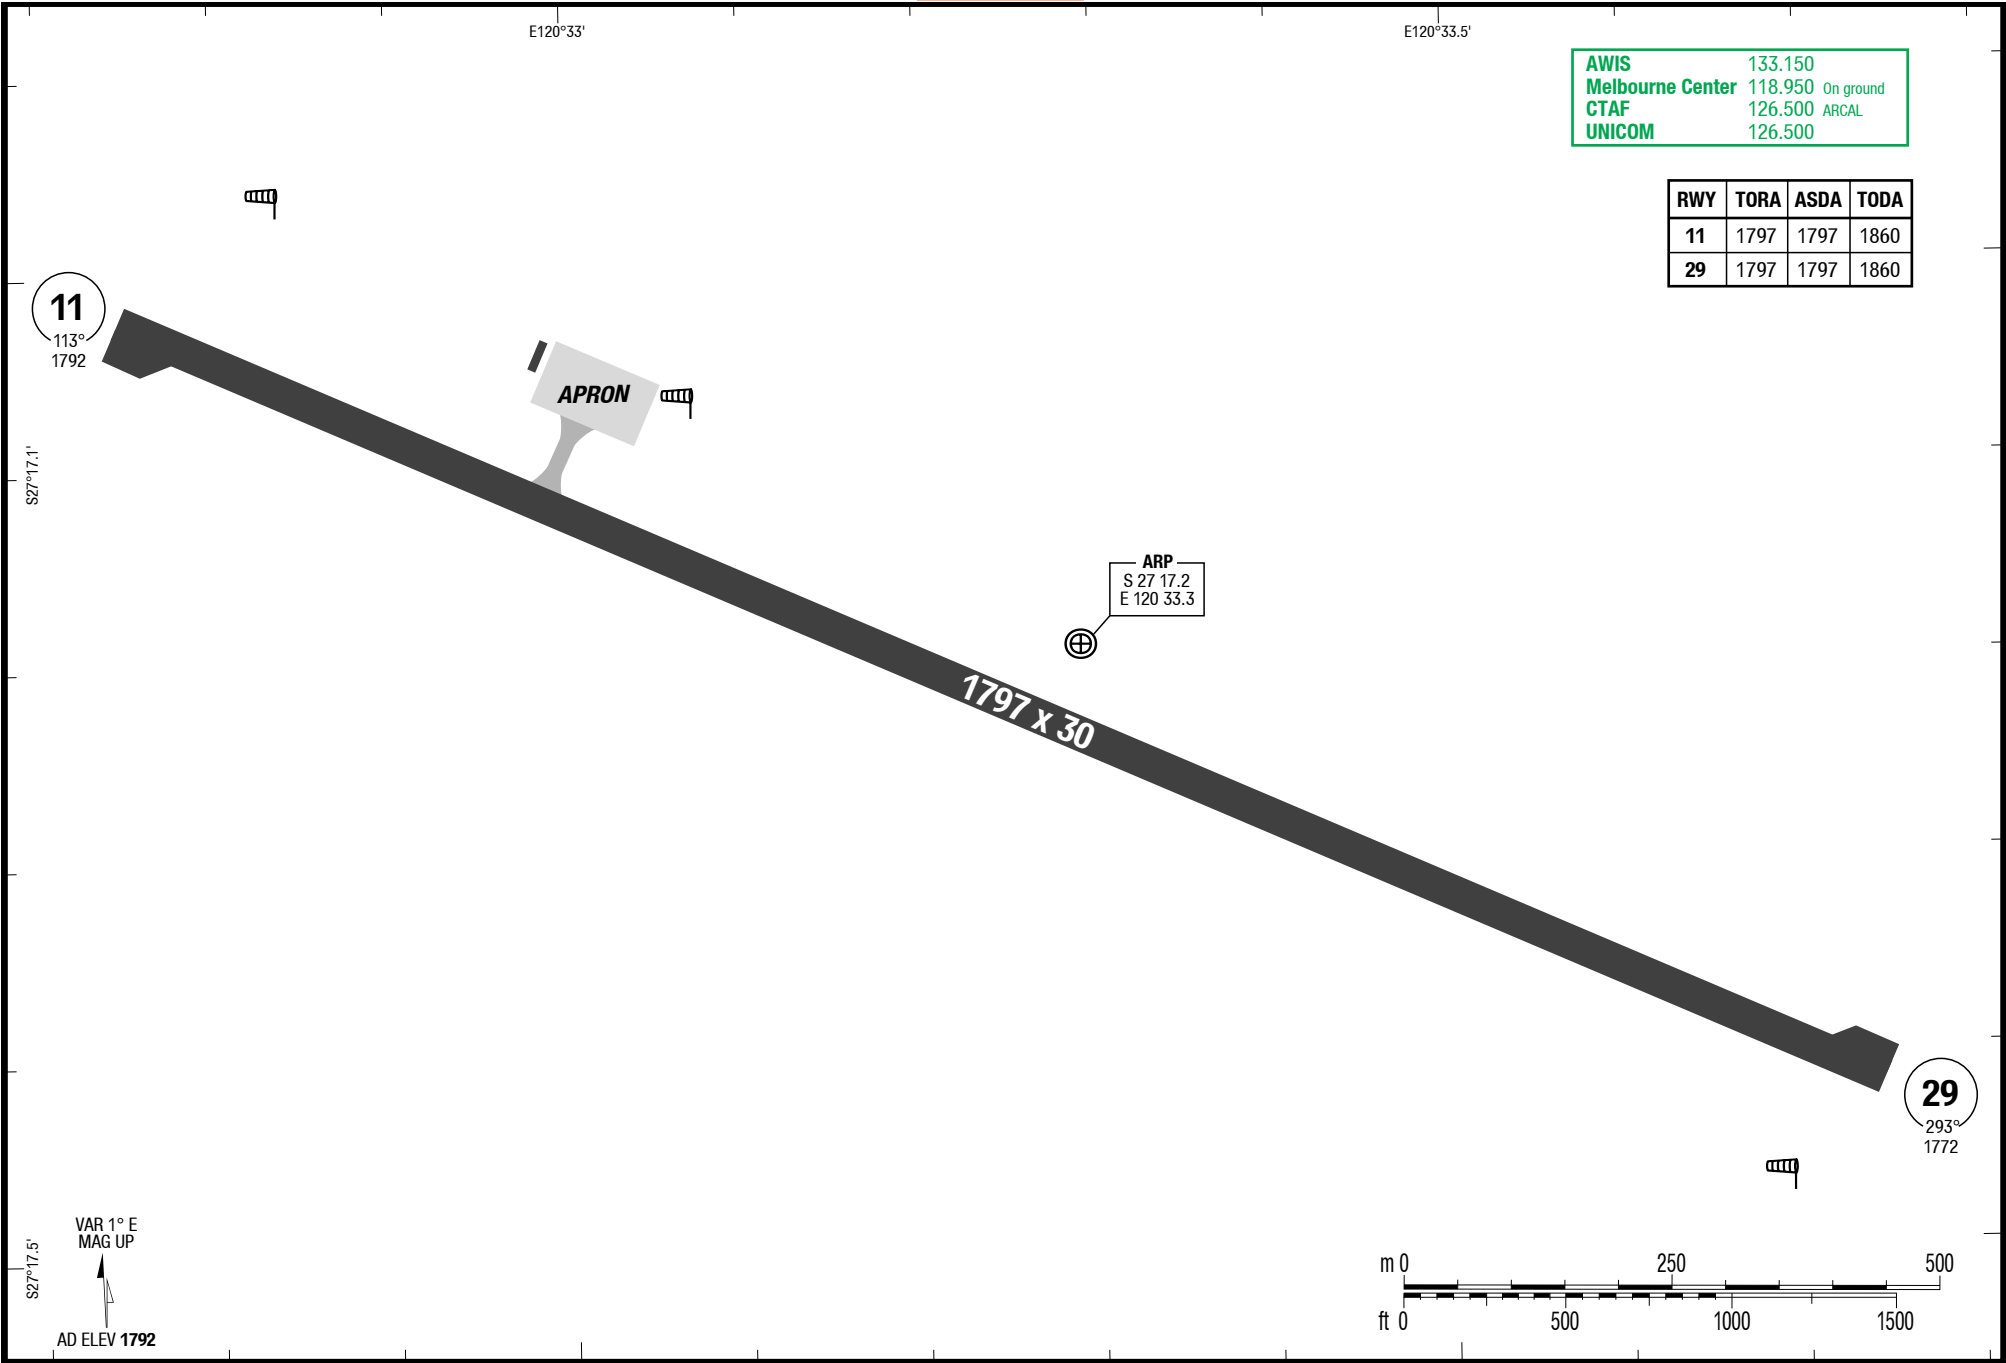 E120°33'
E120°33.5'
AWIS 133.150
Melbourne Center 118.950 On ground
CTAF 126.500 ARCAL
UNICOM 126.500
RWY TORA ASDA TODA
11 1797 1797 1860
29 1797 1797 1860
11
113°
1792
APRON
S27°17.1'
ARP
S 27 17.2
E 120 33.3
1797 x 30
29
293°
1772
VAR 1° E
MAG UP
S27°17.5'
AD ELEV 1792
m 0 250 500
ft 0 500 1000 1500